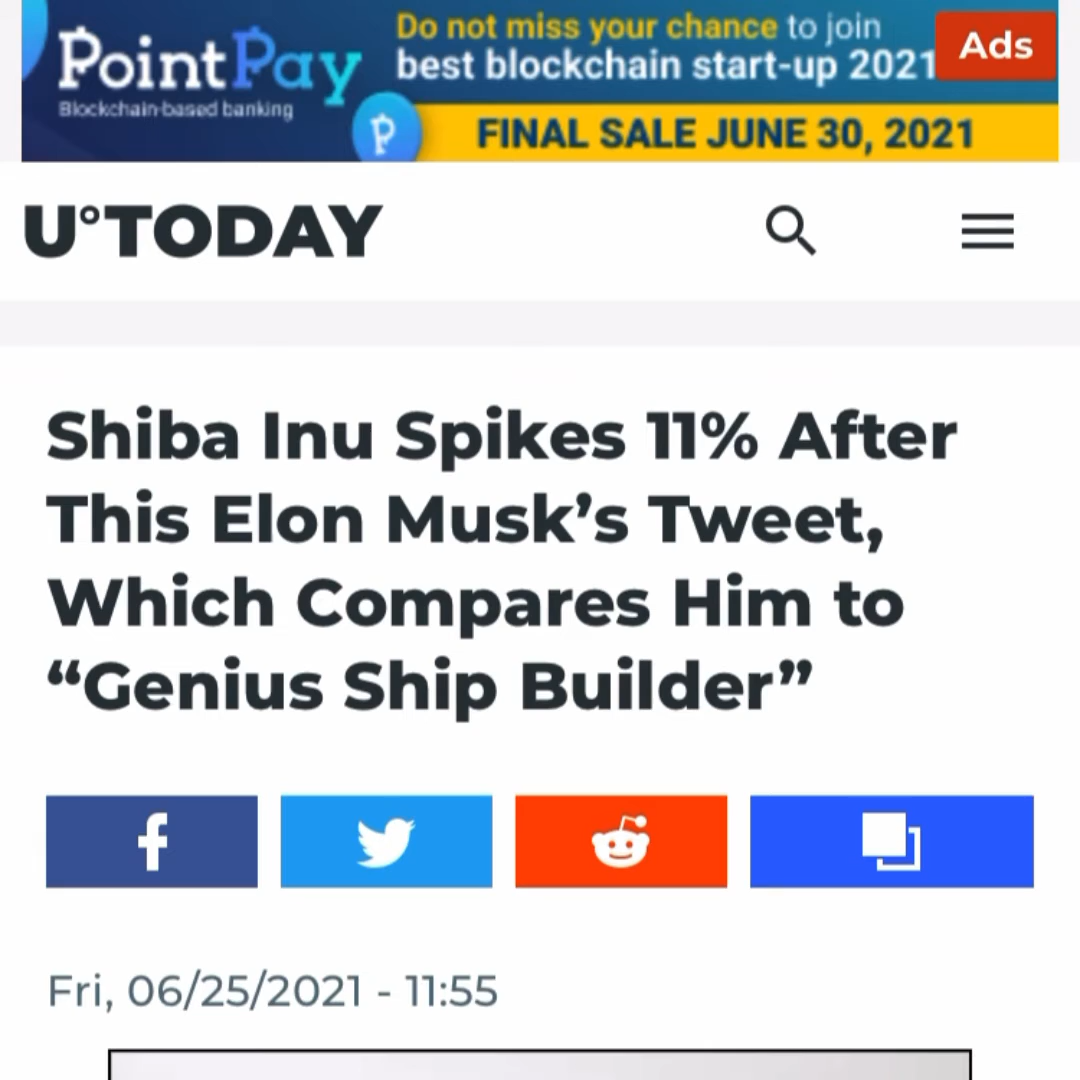 PointPay
Blockchain-based banking
Do not miss your chance to join
best blockchain start-up 2021
Ads
FINAL SALE JUNE 30, 2021
U°TODAY
Shiba Inu Spikes 11% After
This Elon Musk’s Tweet,
Which Compares Him to
“Genius Ship Builder”
Fri, 06/25/2021 - 11:55